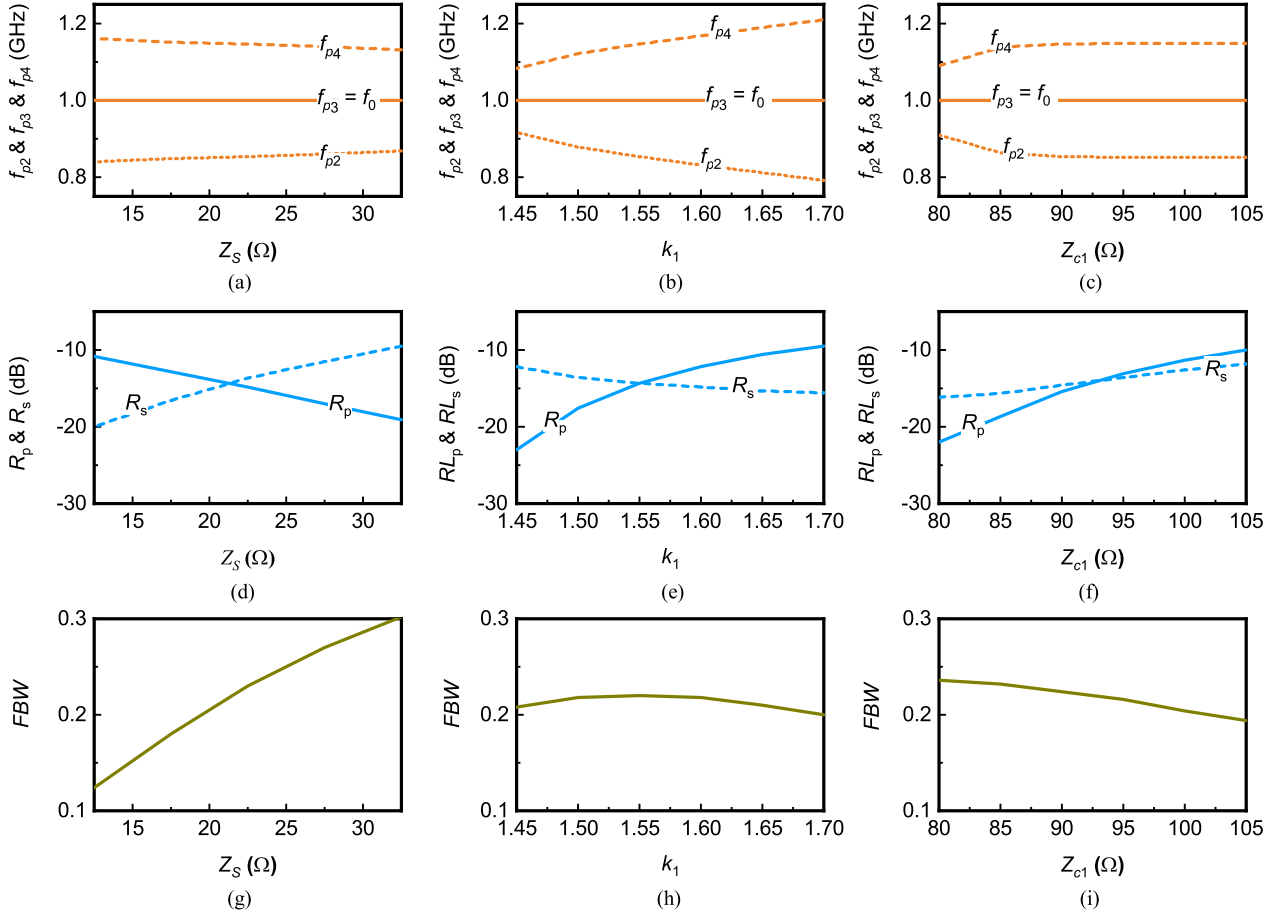 f_p2 & f_p3 & f_p4 (GHz)
1.2
1.0
0.8
f_p4
f_p3 = f_0
f_p2
15 20 25 30
Z_S (Ω)
(a)
f_p2 & f_p3 & f_p4 (GHz)
1.2
1.0
0.8
f_p4
f_p3 = f_0
f_p2
1.45 1.50 1.55 1.60 1.65 1.70
k_1
(b)
f_p2 & f_p3 & f_p4 (GHz)
1.2
1.0
0.8
f_p4
f_p3 = f_0
f_p2
80 85 90 95 100 105
Z_c1 (Ω)
(c)
R_p & R_s (dB)
-10
-20
-30
R_s
R_p
15 20 25 30
Z_S (Ω)
(d)
RL_p & RL_s (dB)
-10
-20
-30
R_s
R_p
1.45 1.50 1.55 1.60 1.65 1.70
k_1
(e)
RL_p & RL_s (dB)
-10
-20
-30
R_s
R_p
80 85 90 95 100 105
Z_c1 (Ω)
(f)
FBW
0.3
0.2
0.1
15 20 25 30
Z_S (Ω)
(g)
FBW
0.3
0.2
0.1
1.45 1.50 1.55 1.60 1.65 1.70
k_1
(h)
FBW
0.3
0.2
0.1
80 85 90 95 100 105
Z_c1 (Ω)
(i)